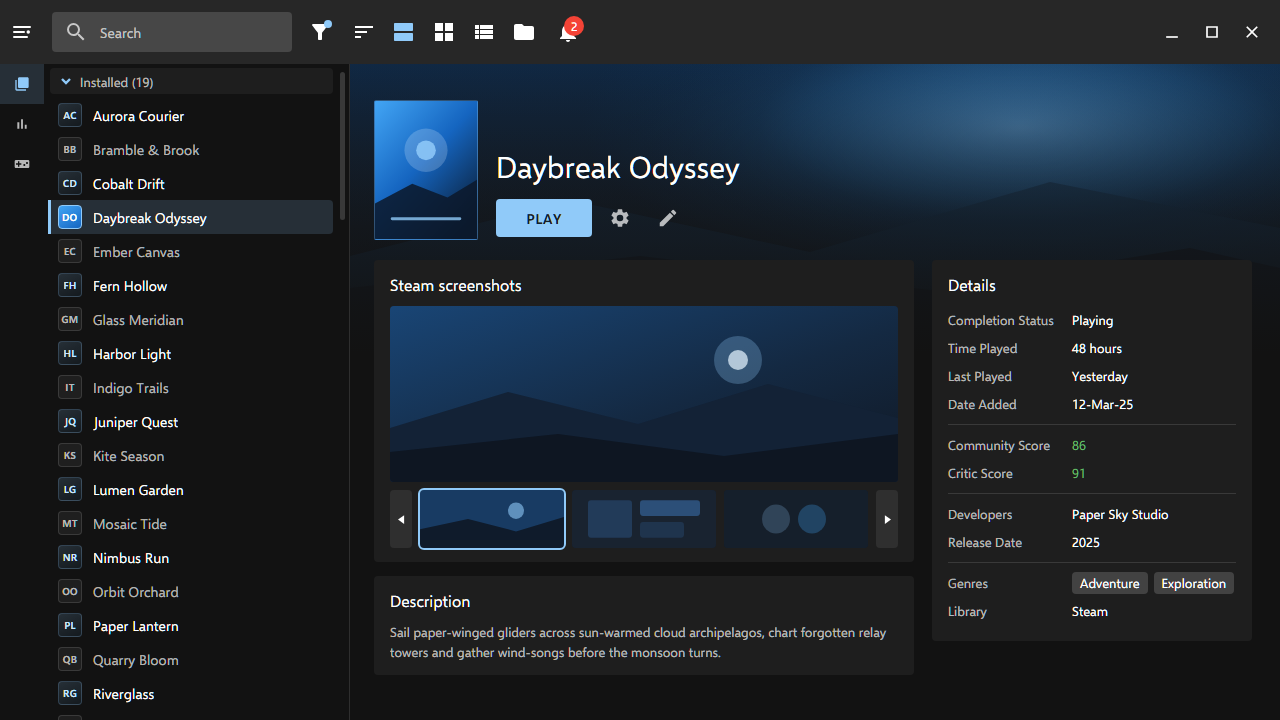 Search
2
Installed (19)
AC Aurora Courier
BB Bramble & Brook
CD Cobalt Drift
DO Daybreak Odyssey
EC Ember Canvas
FH Fern Hollow
GM Glass Meridian
HL Harbor Light
IT Indigo Trails
JQ Juniper Quest
KS Kite Season
LG Lumen Garden
MT Mosaic Tide
NR Nimbus Run
OO Orbit Orchard
PL Paper Lantern
QB Quarry Bloom
RG Riverglass
Daybreak Odyssey
PLAY
Steam screenshots
Description
Sail paper-winged gliders across sun-warmed cloud archipelagos, chart forgotten relay
towers and gather wind-songs before the monsoon turns.
Details
Completion Status Playing
Time Played 48 hours
Last Played Yesterday
Date Added 12-Mar-25
Community Score 86
Critic Score 91
Developers Paper Sky Studio
Release Date 2025
Genres Adventure Exploration
Library Steam